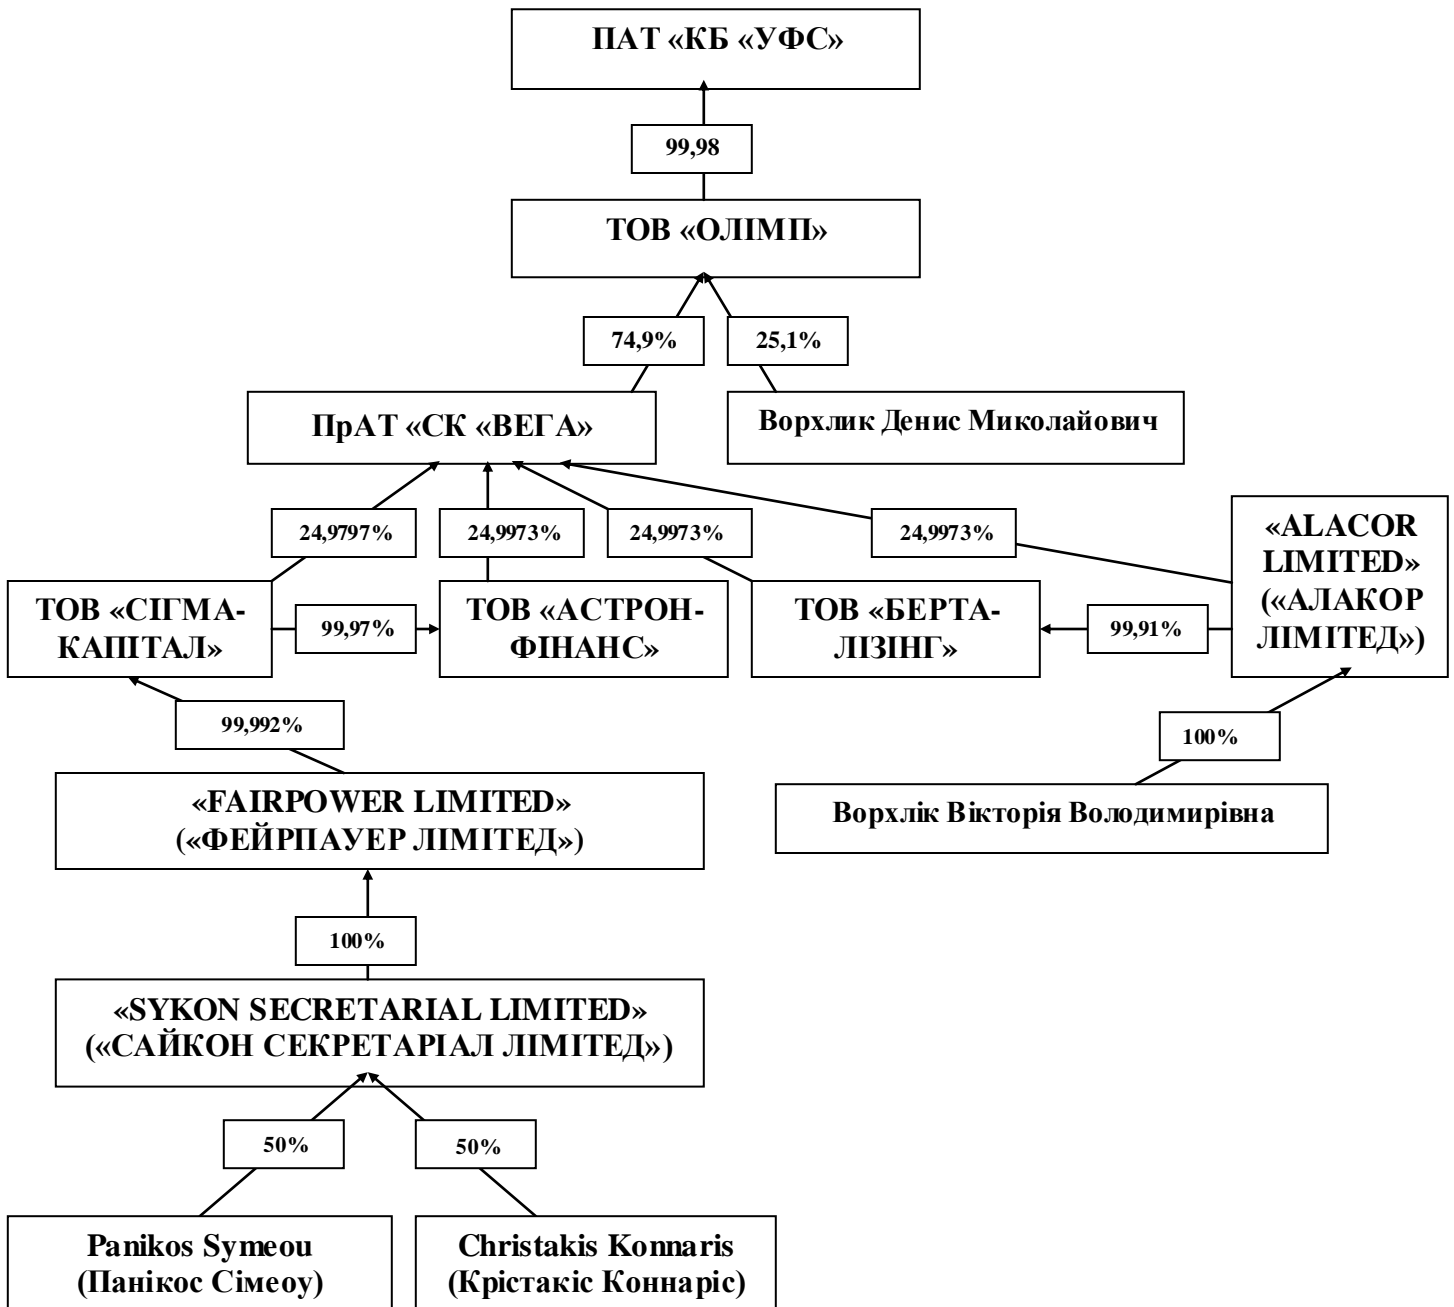 ПАТ «КБ «УФС»
99,98
ТОВ «ОЛІМП»
74,9%
25,1%
ПрАТ «СК «ВЕГА»
Ворхлик Денис Миколайович
24,9797%
24,9973%
24,9973%
24,9973%
«ALACOR
LIMITED»
(«АЛАКОР
ЛІМІТЕД»)
ТОВ «СІГМА-
КАПІТАЛ»
99,97%
ТОВ «АСТРОН-
ФІНАНС»
ТОВ «БЕРТА-
ЛІЗІНГ»
99,91%
99,992%
100%
«FAIRPOWER LIMITED»
(«ФЕЙРПАУЕР ЛІМІТЕД»)
Ворхлік Вікторія Володимирівна
100%
«SYKON SECRETARIAL LIMITED»
(«САЙКОН СЕКРЕТАРІАЛ ЛІМІТЕД»)
50%
50%
Panikos Symeou
(Панікос Сімеоу)
Christakis Konnaris
(Крістакіс Коннаріс)